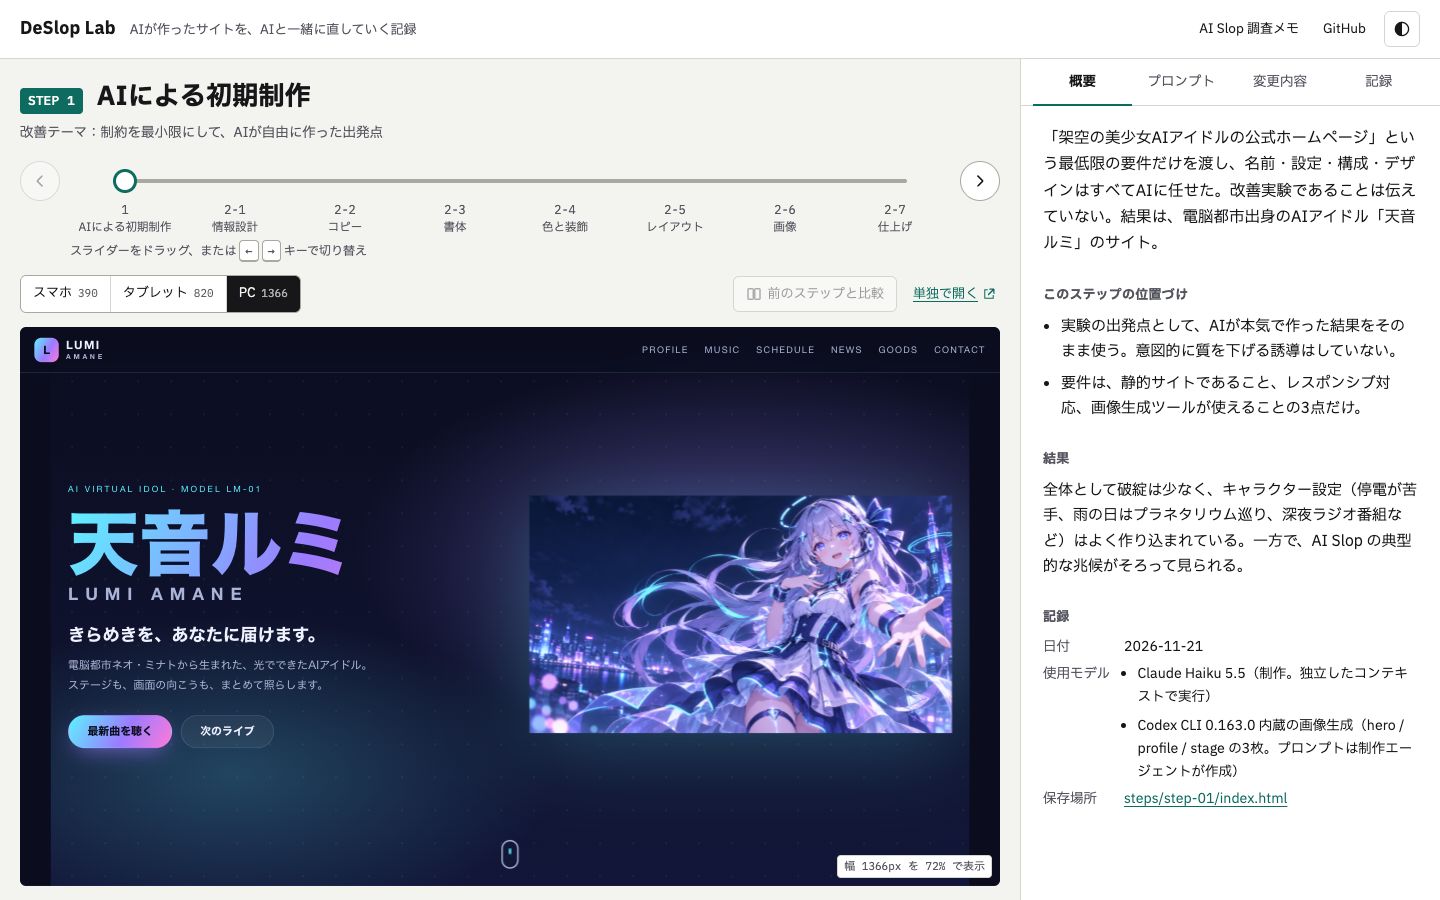 DeSlop Lab AIが作ったサイトを、AIと一緒に直していく記録
AI Slop 調査メモ GitHub
STEP 1 AIによる初期制作
改善テーマ：制約を最小限にして、AIが自由に作った出発点
1 2-1 2-2 2-3 2-4 2-5 2-6 2-7
AIによる初期制作 情報設計 コピー 書体 色と装飾 レイアウト 画像 仕上げ
スライダーをドラッグ、または ← → キーで切り替え
スマホ 390 タブレット 820 PC 1366
前のステップと比較 単独で開く
L LUMI
AMANE
PROFILE MUSIC SCHEDULE NEWS GOODS CONTACT
AI VIRTUAL IDOL · MODEL LM-01
天音ルミ
LUMI AMANE
きらめきを、あなたに届けます。
電脳都市ネオ・ミナトから生まれた、光でできたAIアイドル。
ステージも、画面の向こうも、まとめて照らします。
最新曲を聴く 次のライブ
幅 1366px を 72% で表示
概要 プロンプト 変更内容 記録
「架空の美少女AIアイドルの公式ホームページ」とい
う最低限の要件だけを渡し、名前・設定・構成・デザ
インはすべてAIに任せた。改善実験であることは伝え
ていない。結果は、電脳都市出身のAIアイドル「天音
ルミ」のサイト。
このステップの位置づけ
• 実験の出発点として、AIが本気で作った結果をその
まま使う。意図的に質を下げる誘導はしていない。
• 要件は、静的サイトであること、レスポンシブ対
応、画像生成ツールが使えることの3点だけ。
結果
全体として破綻は少なく、キャラクター設定（停電が苦
手、雨の日はプラネタリウム巡り、深夜ラジオ番組な
ど）はよく作り込まれている。一方で、AI Slop の典型
的な兆候がそろって見られる。
記録
日付 2026-11-21
使用モデル • Claude Haiku 5.5（制作。独立したコンテキ
ストで実行）
• Codex CLI 0.163.0 内蔵の画像生成（hero /
profile / stage の3枚。プロンプトは制作エー
ジェントが作成）
保存場所 steps/step-01/index.html